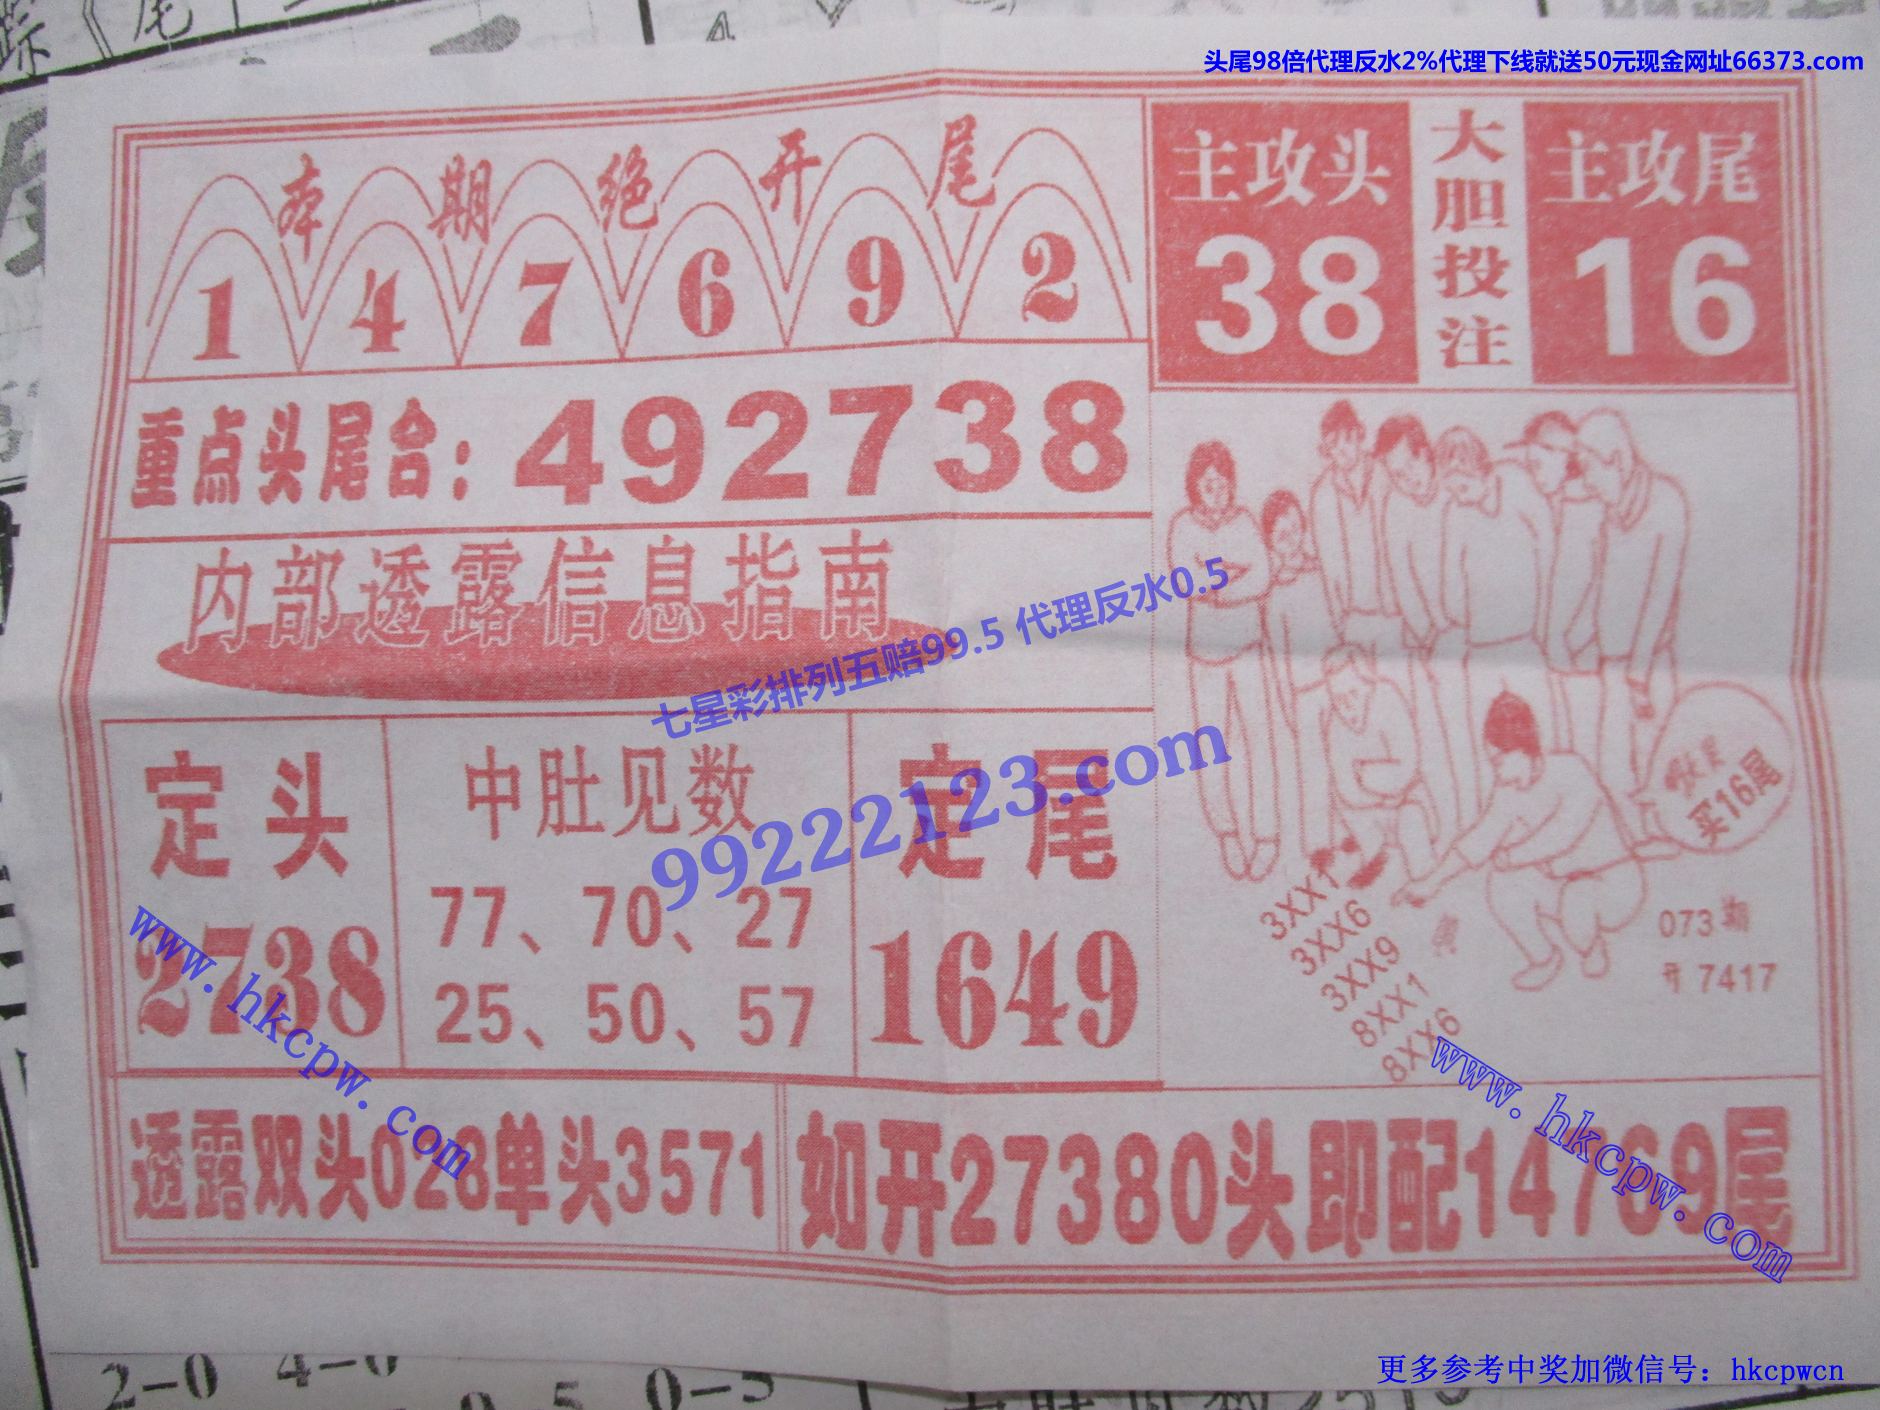 头尾98倍代理反水2%代理下线就送50元现金网址66373.com
本期绝开尾
1 4 7 6 9 2
主攻头
38
大胆投注
主攻尾
16
重点头尾合：492738
内部透露信息指南
七星彩排列五赔99.5 代理反水0.5
99222123.com
定头
2738
中肚见数
77、70、27
25、50、57
定尾
1649
买16尾
3XX1
3XX6
3XX9
8XX1
8XX6
073期
开 7417
www.hkcpw.com
www.hkcpw.com
透露双头028单头3571
如开27380头即配14769尾
2-0 4-0
0-5
更多参考中奖加微信号：hkcpwcn